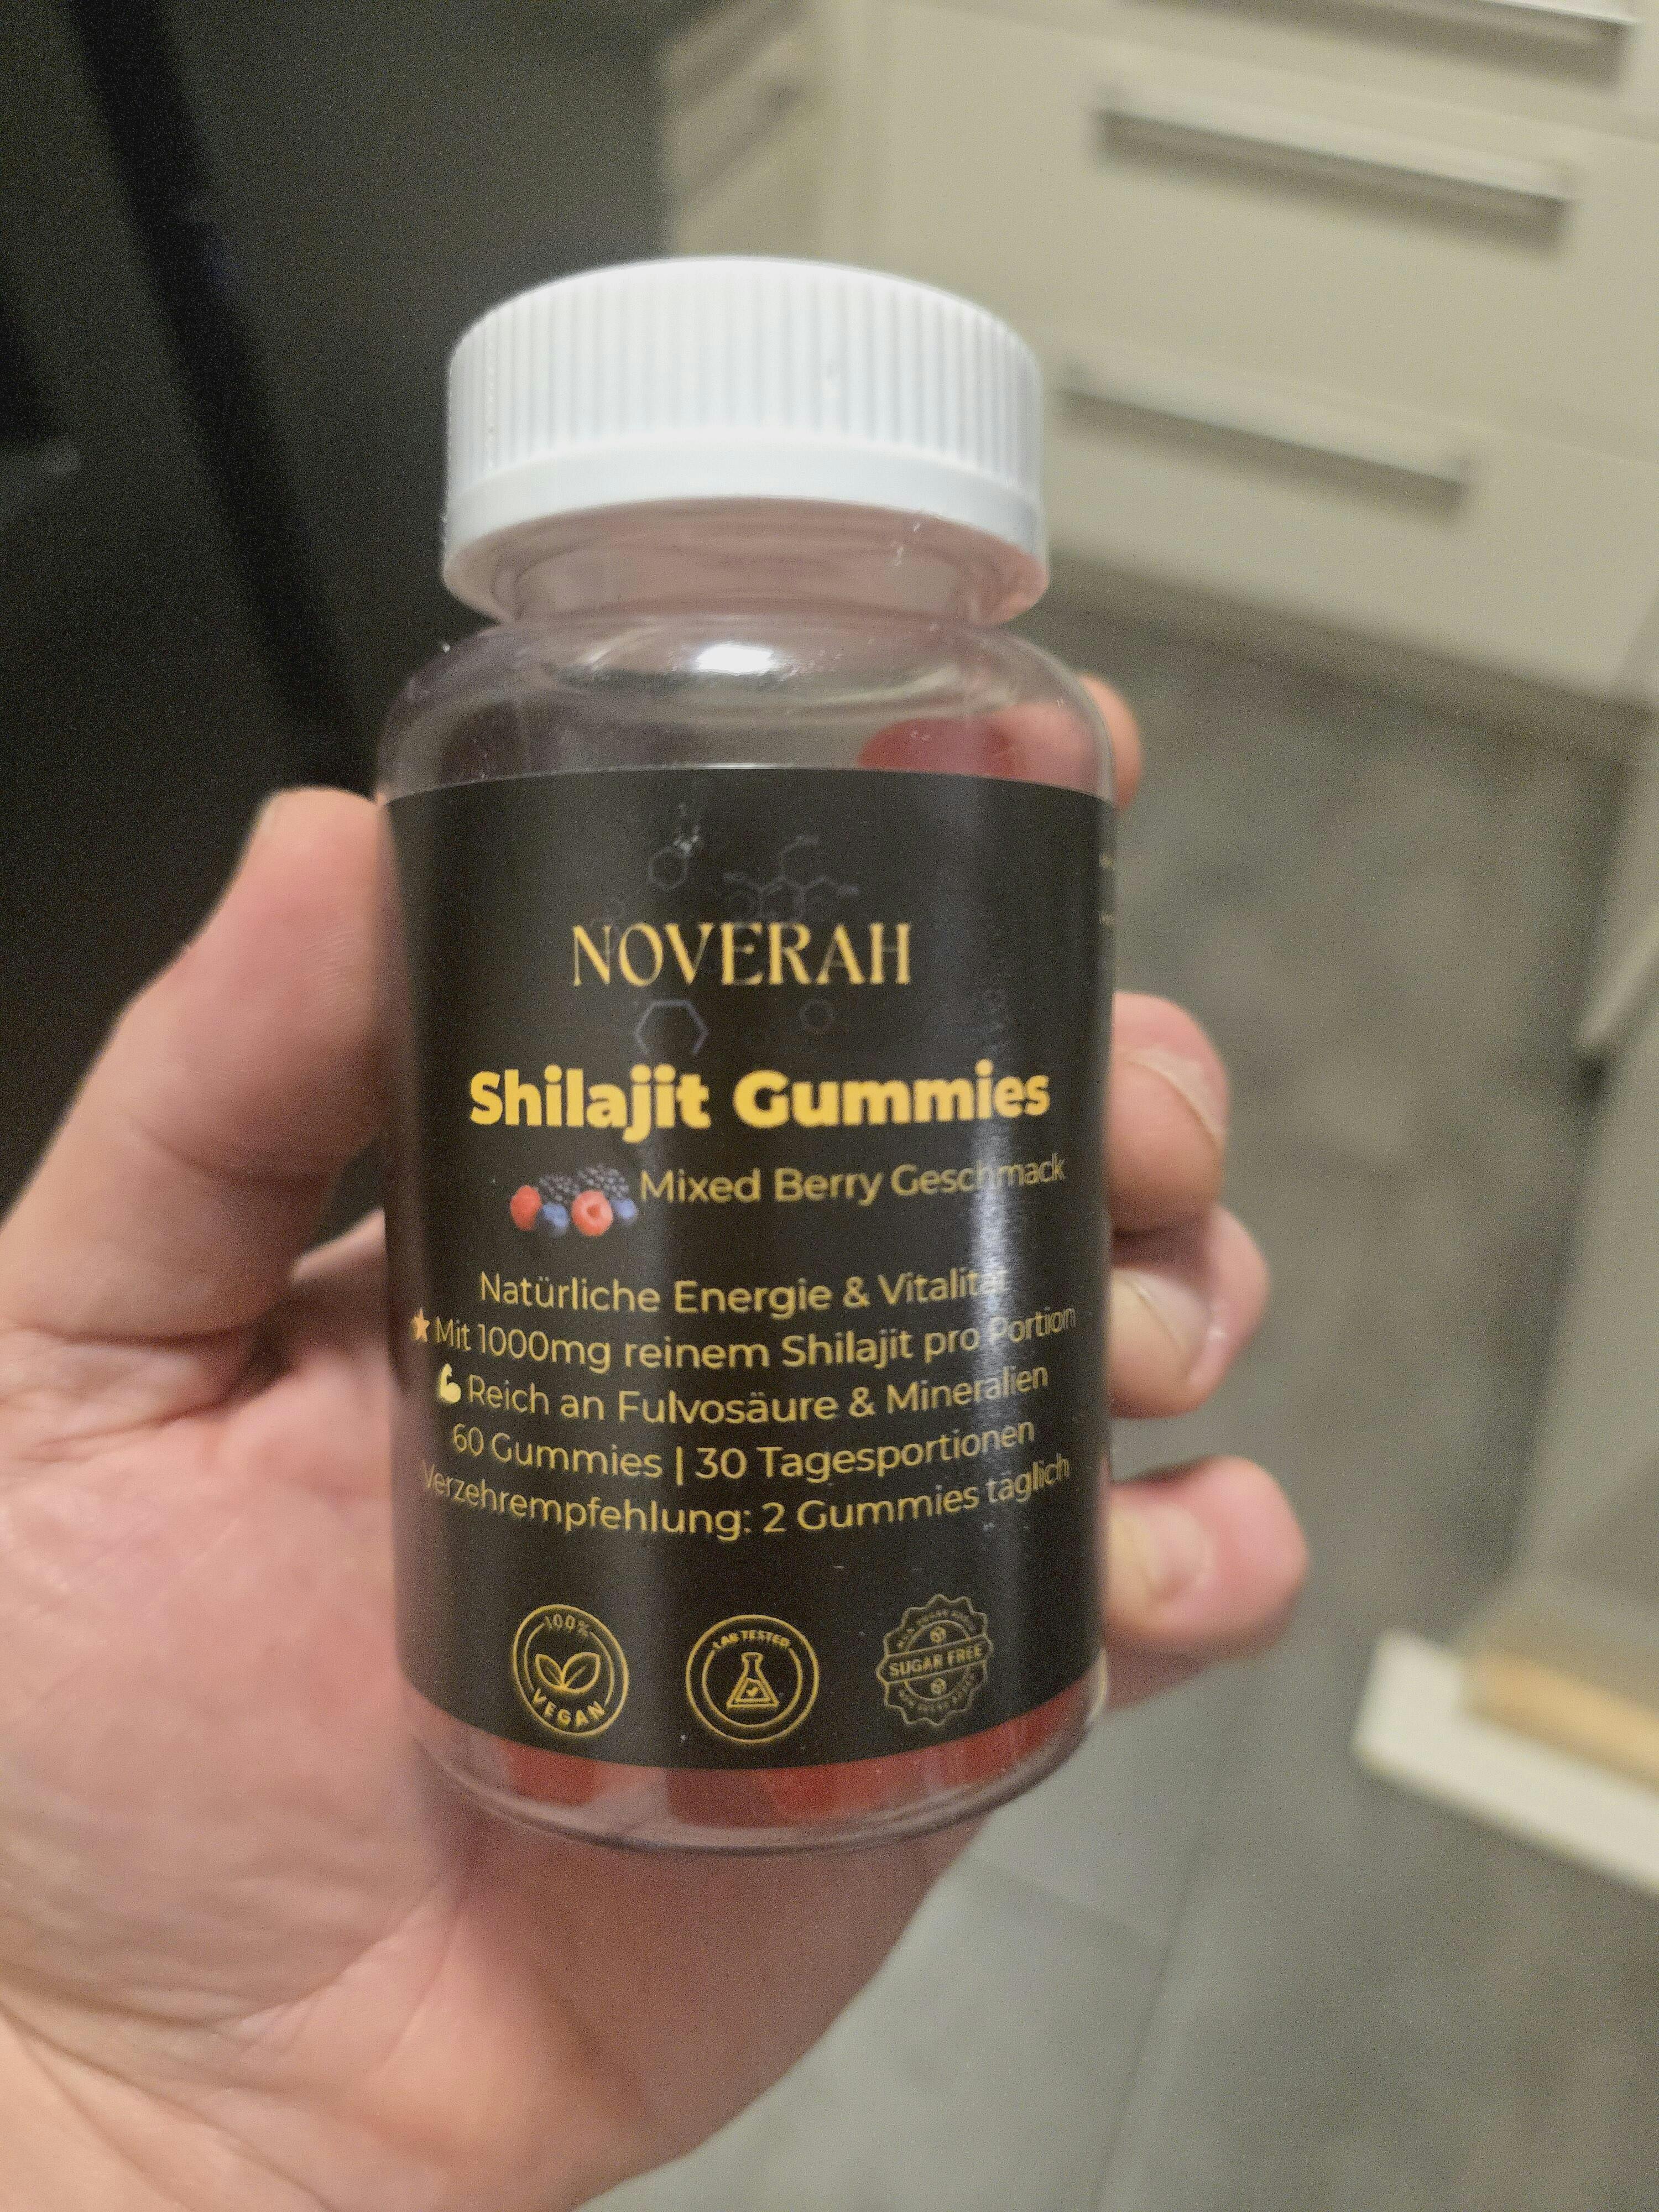 NOVERAH
Shilajit Gummies
Mixed Berry Geschmack
Natürliche Energie & Vitalität
Mit 1000mg reinem Shilajit pro Portion
Reich an Fulvosäure & Mineralien
60 Gummies | 30 Tagesportionen
Verzehrempfehlung: 2 Gummies täglich
100%
VEGAN
LAB TESTED
SUGAR FREE